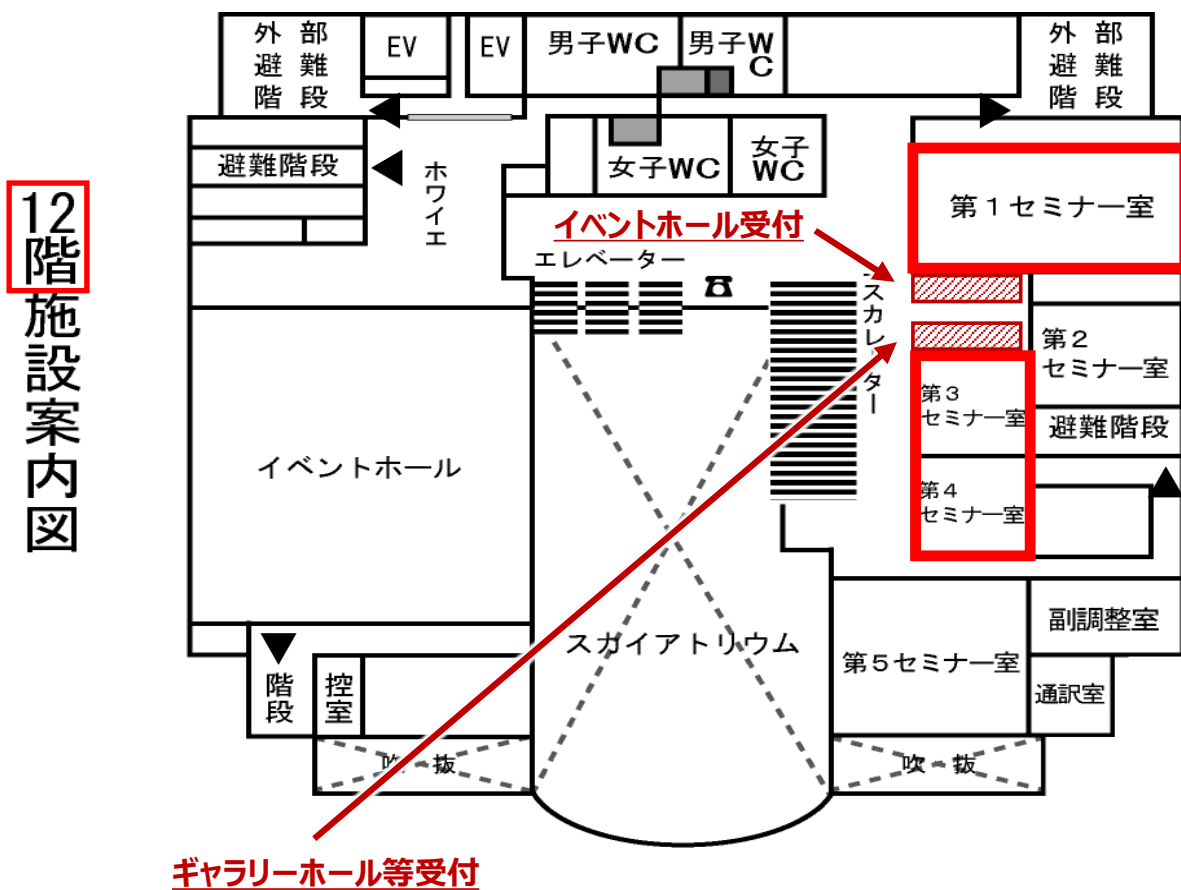 12階施設案内図
外部
避難
階段
EV
EV
男子WC
男子W
C
外部
避難
階段
避難階段
ホワイエ
女子WC
女子
WC
第1セミナー室
イベントホール受付
エレベーター
スカレーター
第2
セミナー室
第3
セミナー室
避難階段
イベントホール
第4
セミナー室
スカイアトリウム
第5セミナー室
副調整室
通訳室
階段
控室
吹抜
吹抜
ギャラリーホール等受付